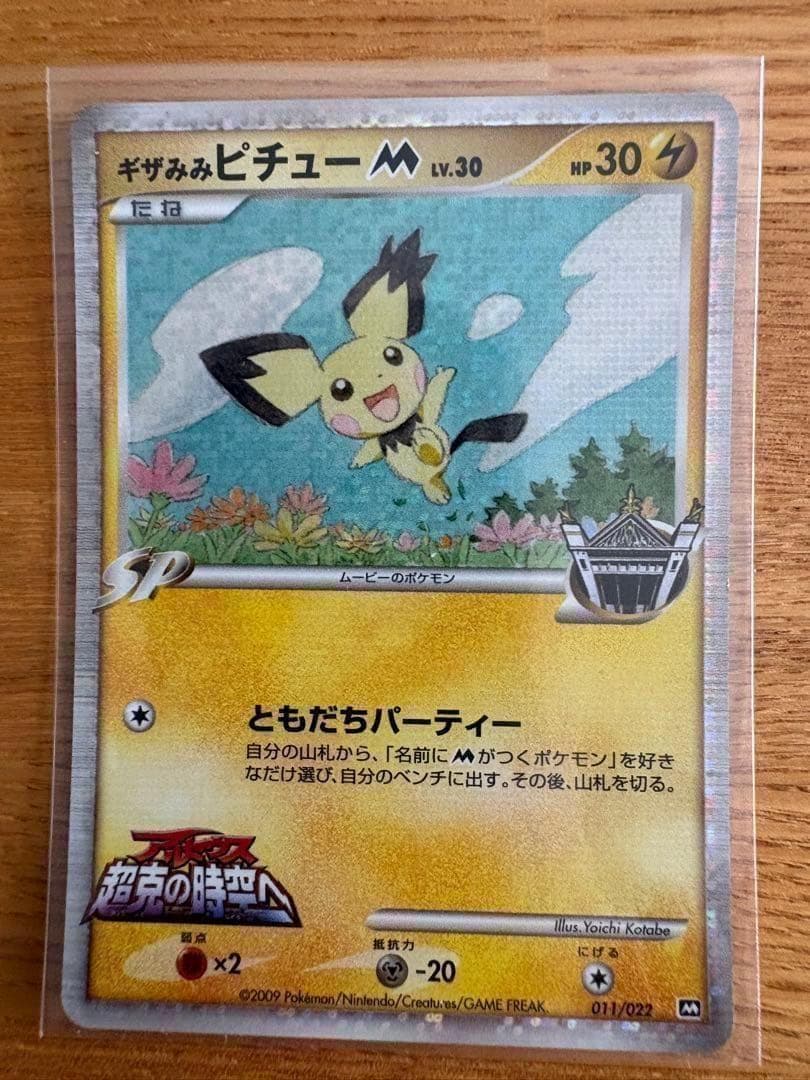 ギザみみピチューM LV.30 HP30
たね
SP
ムービーのポケモン
ともだちパーティー
自分の山札から、「名前にMがつくポケモン」を好き
なだけ選び、自分のベンチに出す。その後、山札を切る。
アルセウス
超克の時空へ
Illus. Yoichi Kotabe
弱点 抵抗力 にげる
×2 -20
©2009 Pokémon/Nintendo/Creatures/GAME FREAK.
011/022 M